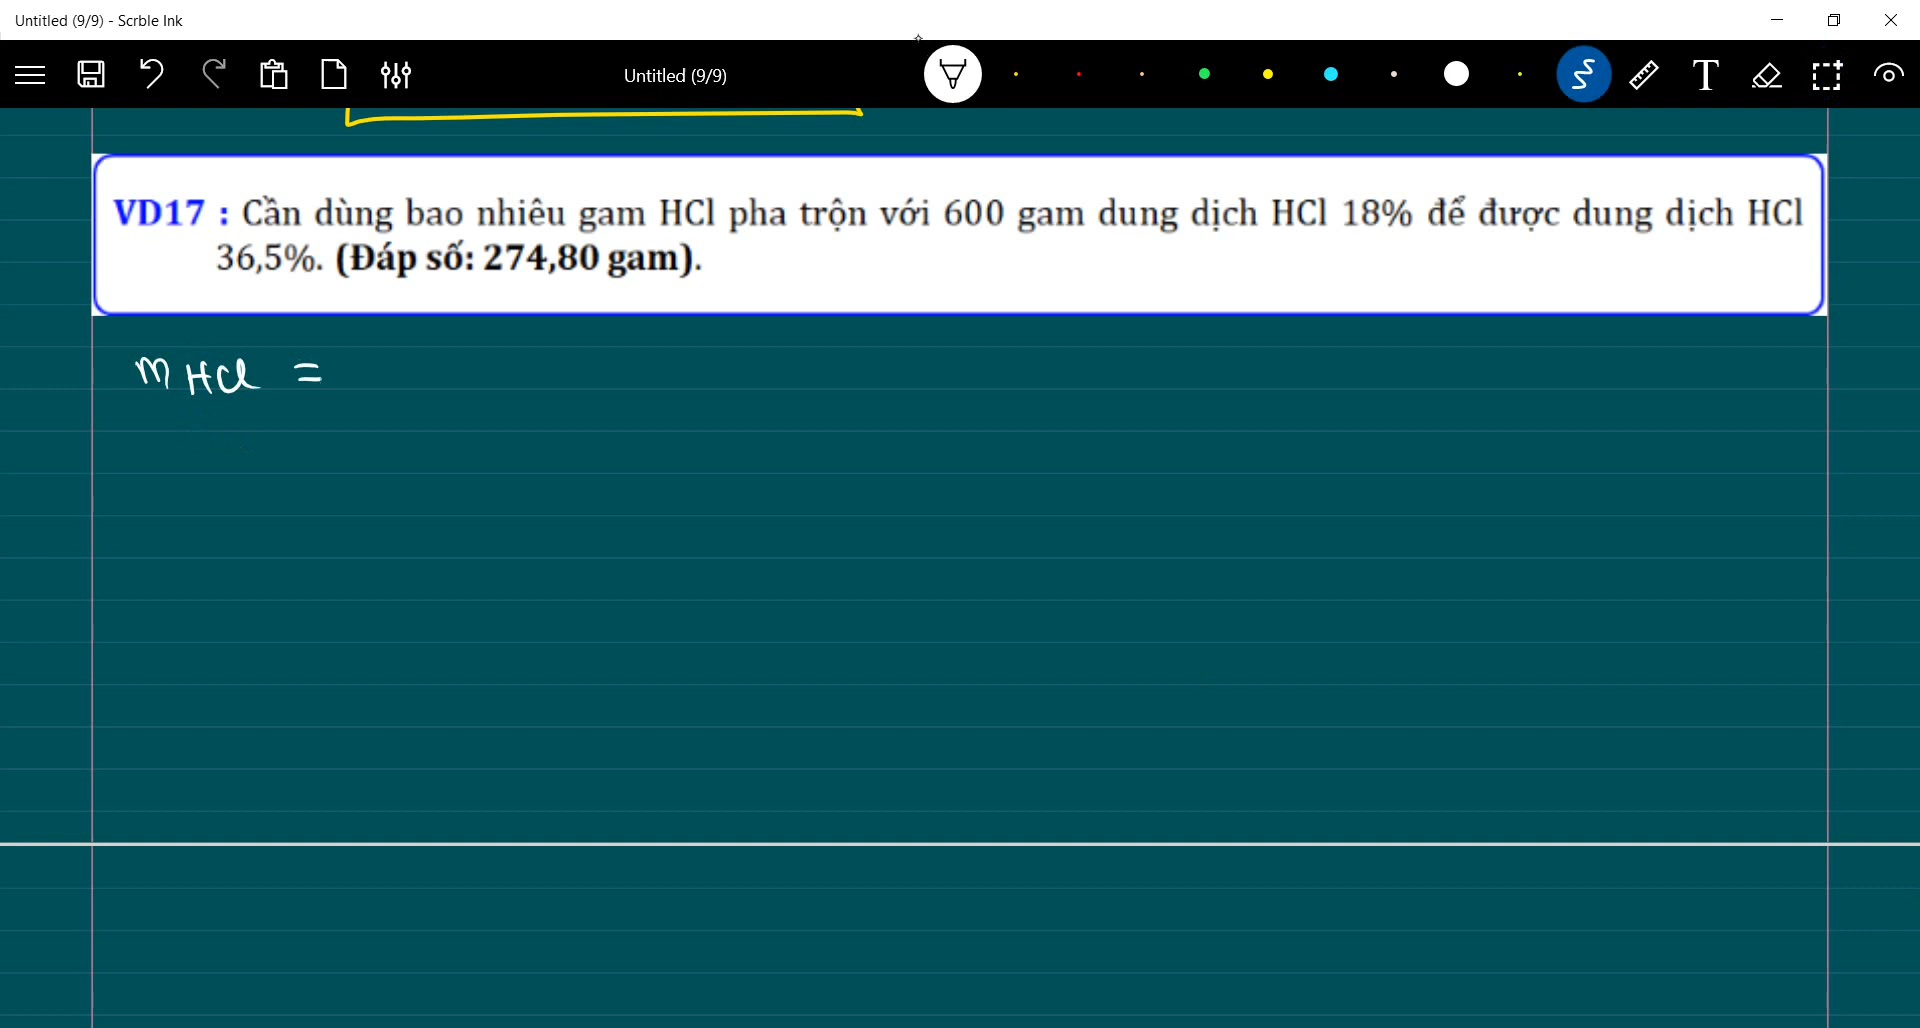 Untitled (9/9) - Scrble Ink
Untitled (9/9)
T
VD17 : Cần dùng bao nhiêu gam HCl pha trộn với 600 gam dung dịch HCl 18% để được dung dịch HCl
36,5%. (Đáp số: 274,80 gam).
m HCl =